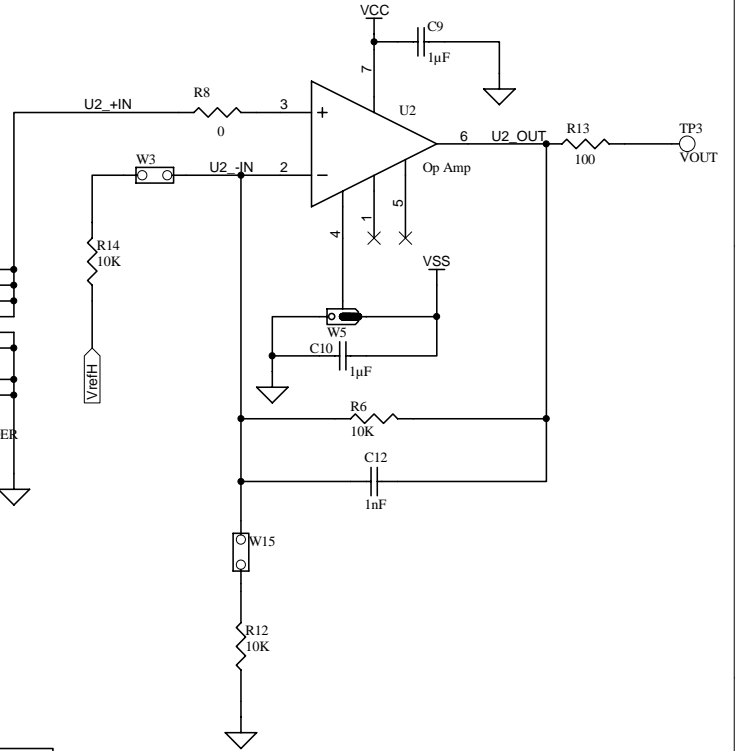 VCC
C9
1µF
7
R8
U2_+IN
3
+
U2
0
6
U2_OUT
R13
100
TP3
VOUT
W3
U2_-IN
2
−
Op Amp
4
1
5
R14
10K
VSS
W5
C10
1µF
VrefH
R6
10K
ER
C12
1nF
W15
R12
10K